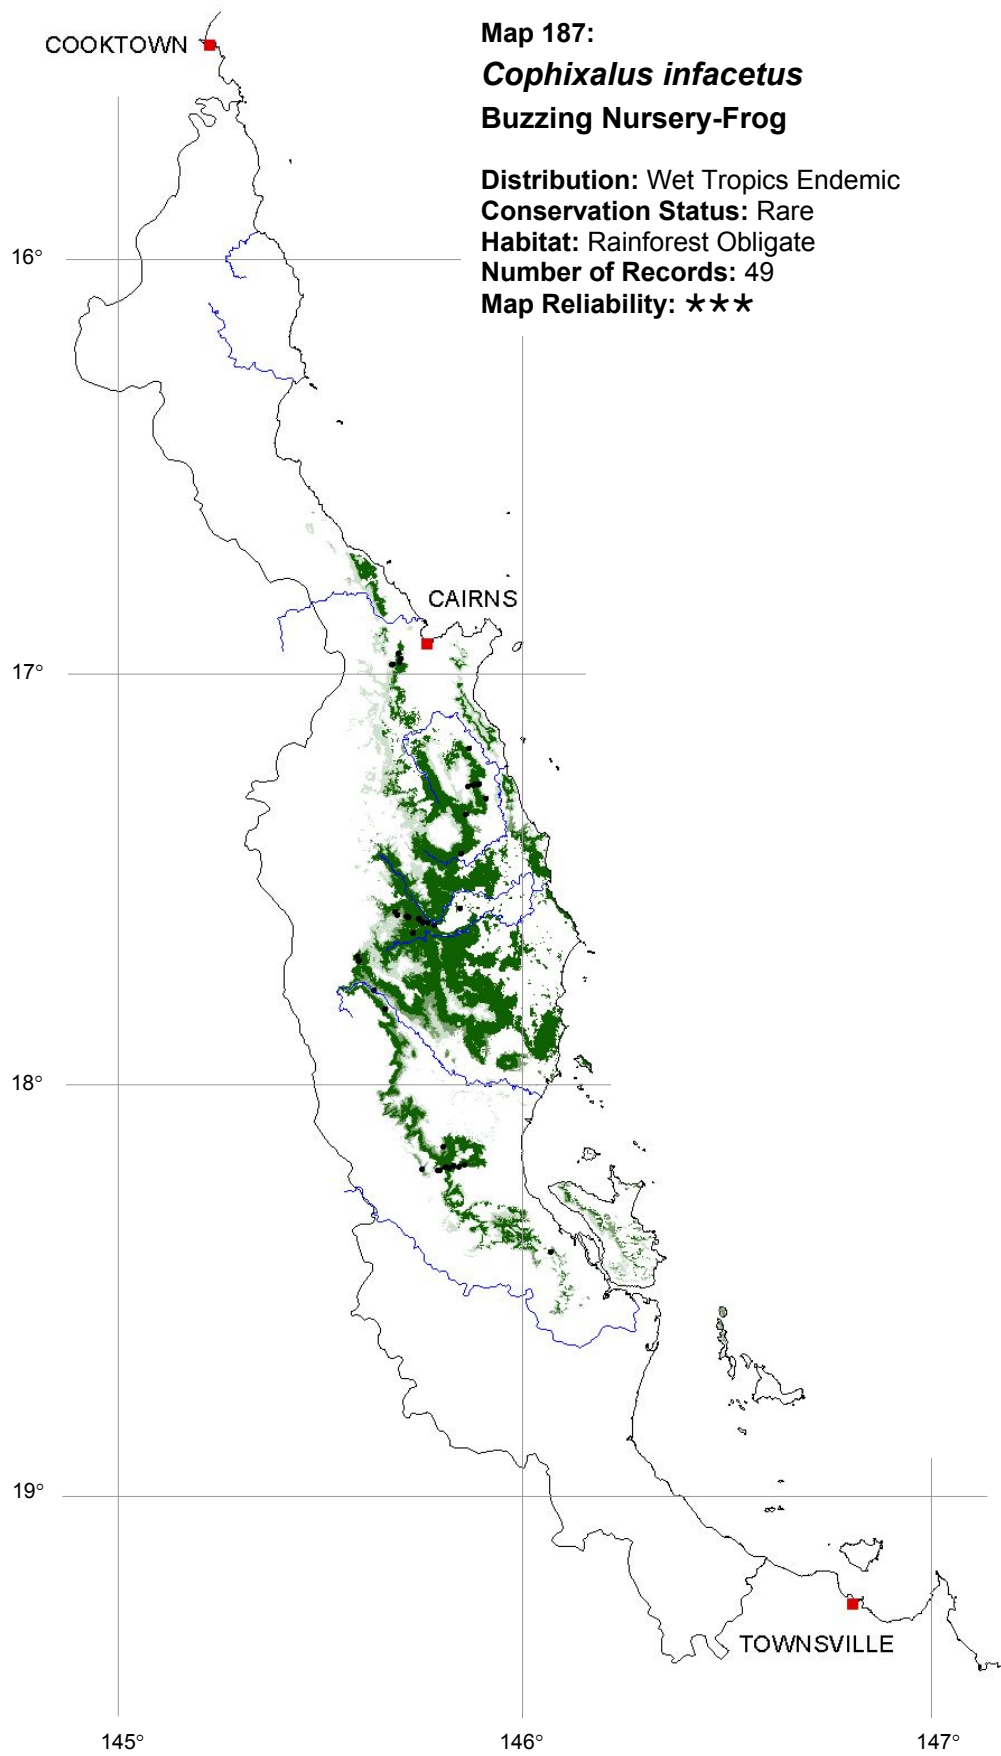 Map 187:
Cophixalus infacetus
Buzzing Nursery-Frog
Distribution: Wet Tropics Endemic
Conservation Status: Rare
Habitat: Rainforest Obligate
Number of Records: 49
Map Reliability: ***
COOKTOWN
16°
CAIRNS
17°
18°
19°
TOWNSVILLE
145°
146°
147°